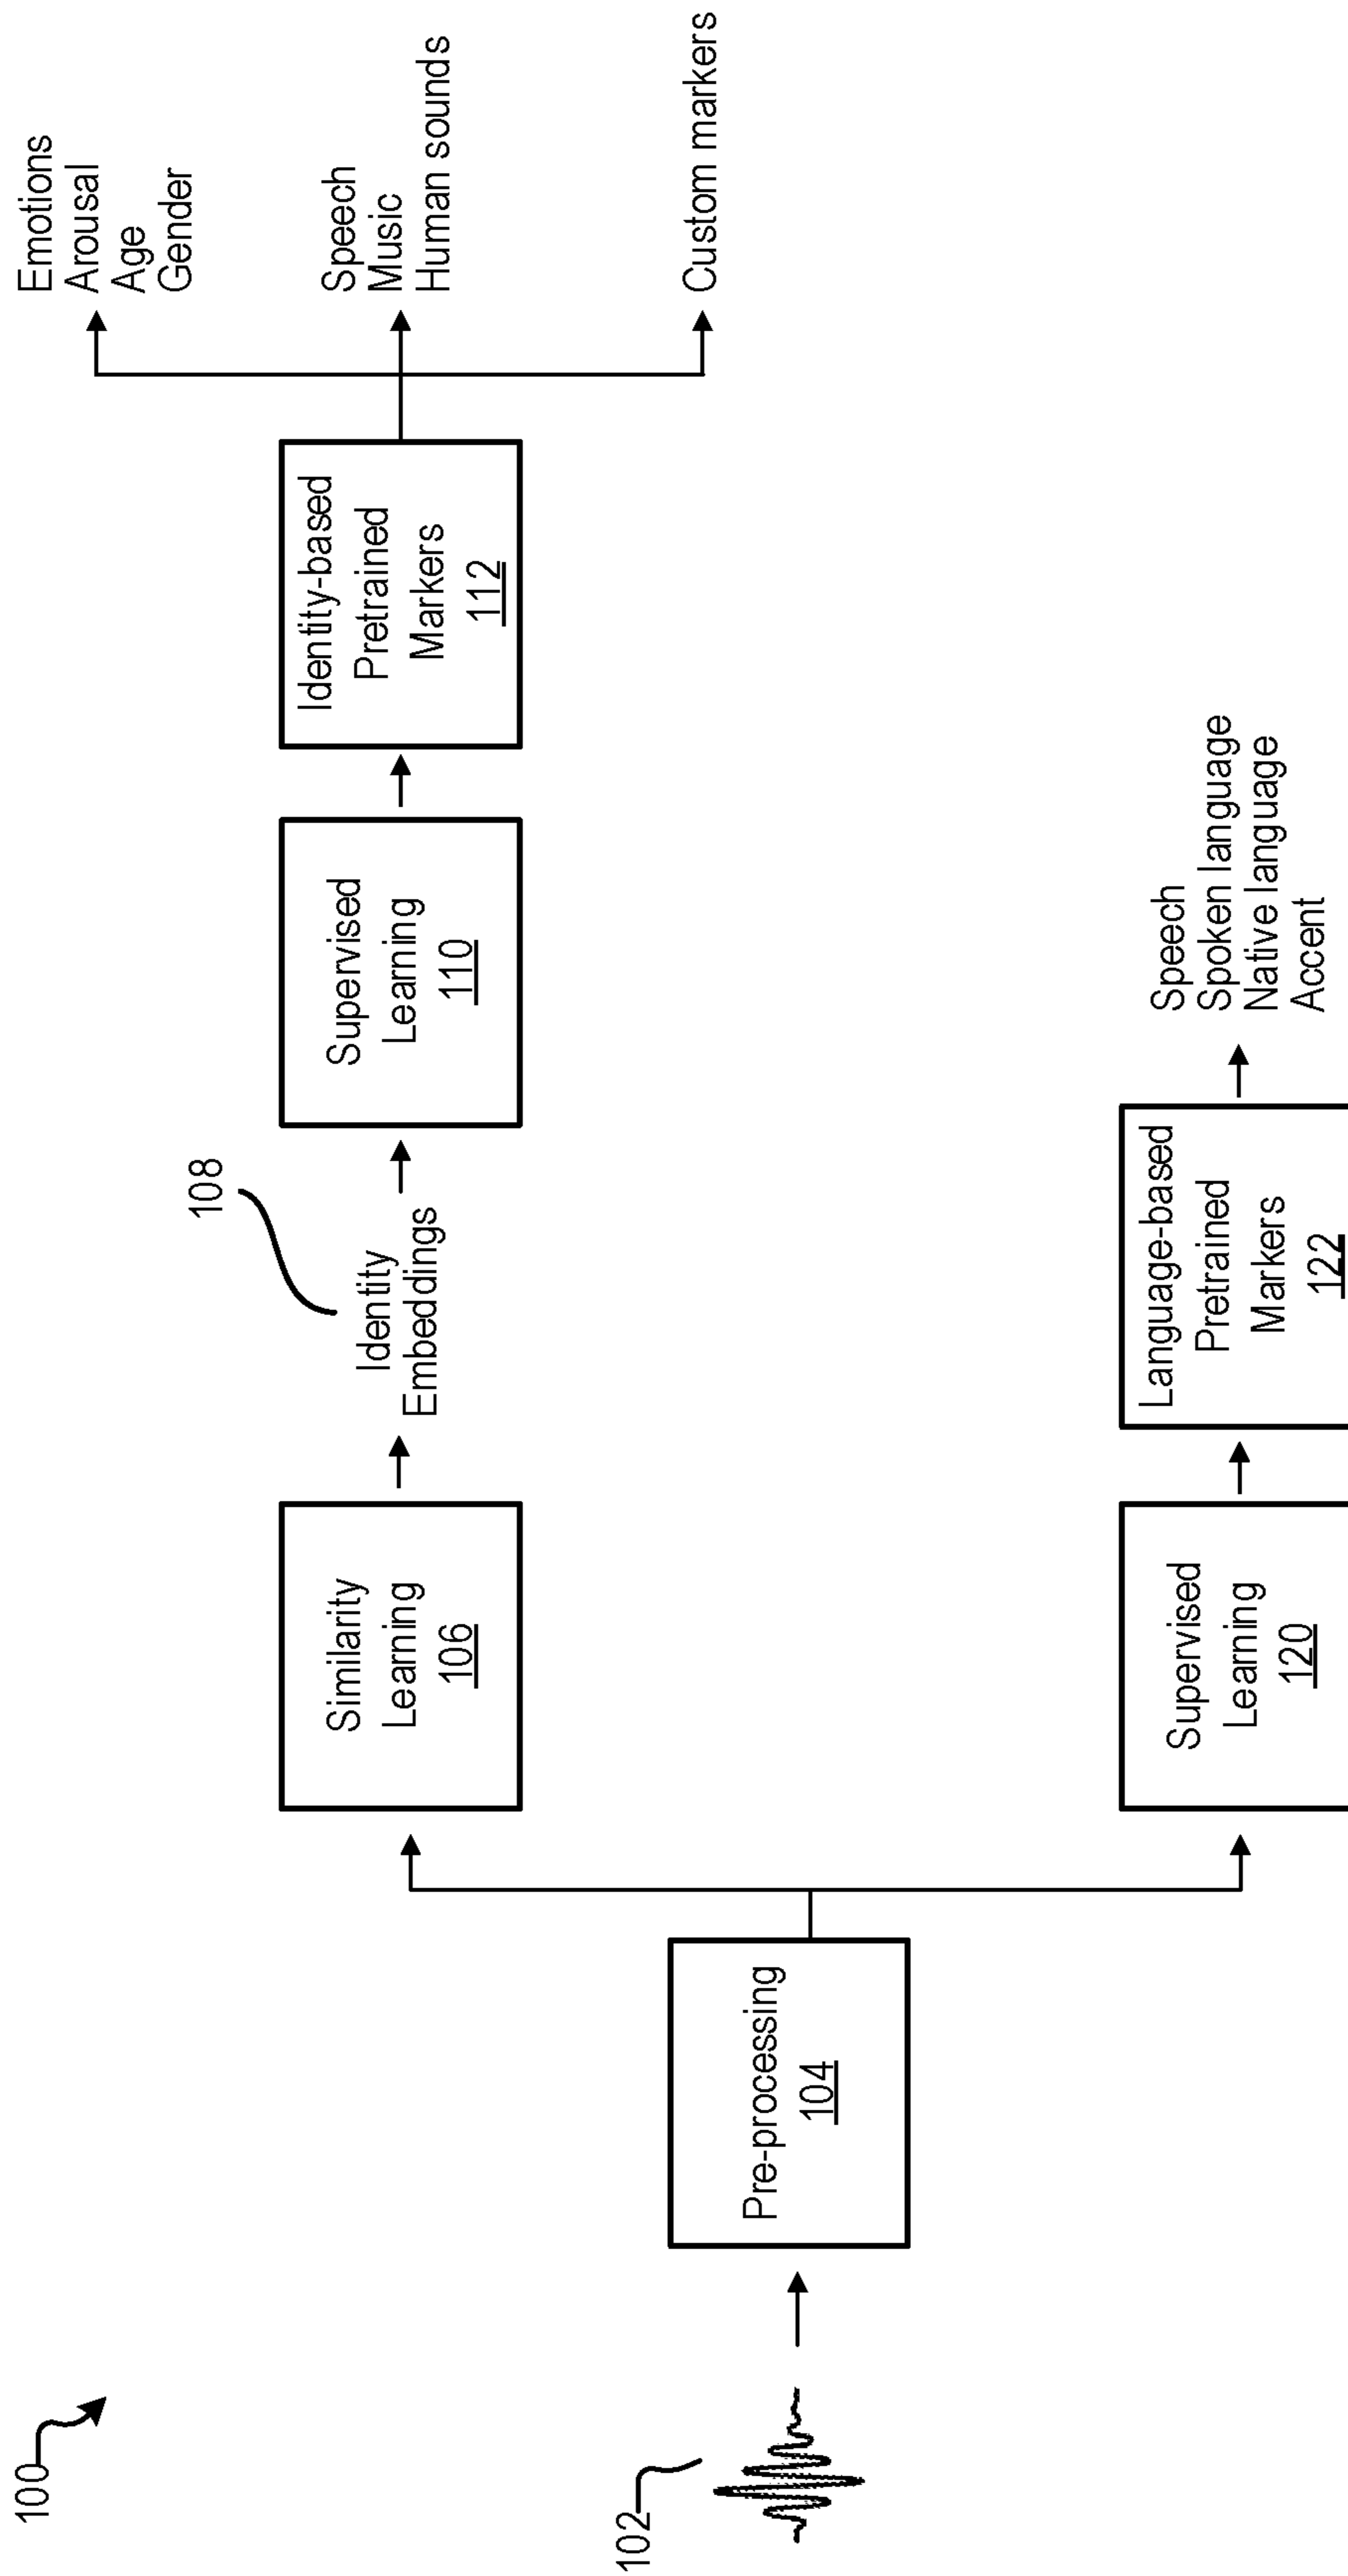 100
102
Pre-processing
104
Similarity
Learning
106
Identity
Embeddings
108
Supervised
Learning
110
Identity-based
Pretrained
Markers
112
Emotions
Arousal
Age
Gender
Speech
Music
Human sounds
Custom markers
Supervised
Learning
120
Language-based
Pretrained
Markers
122
Speech
Spoken language
Native language
Accent